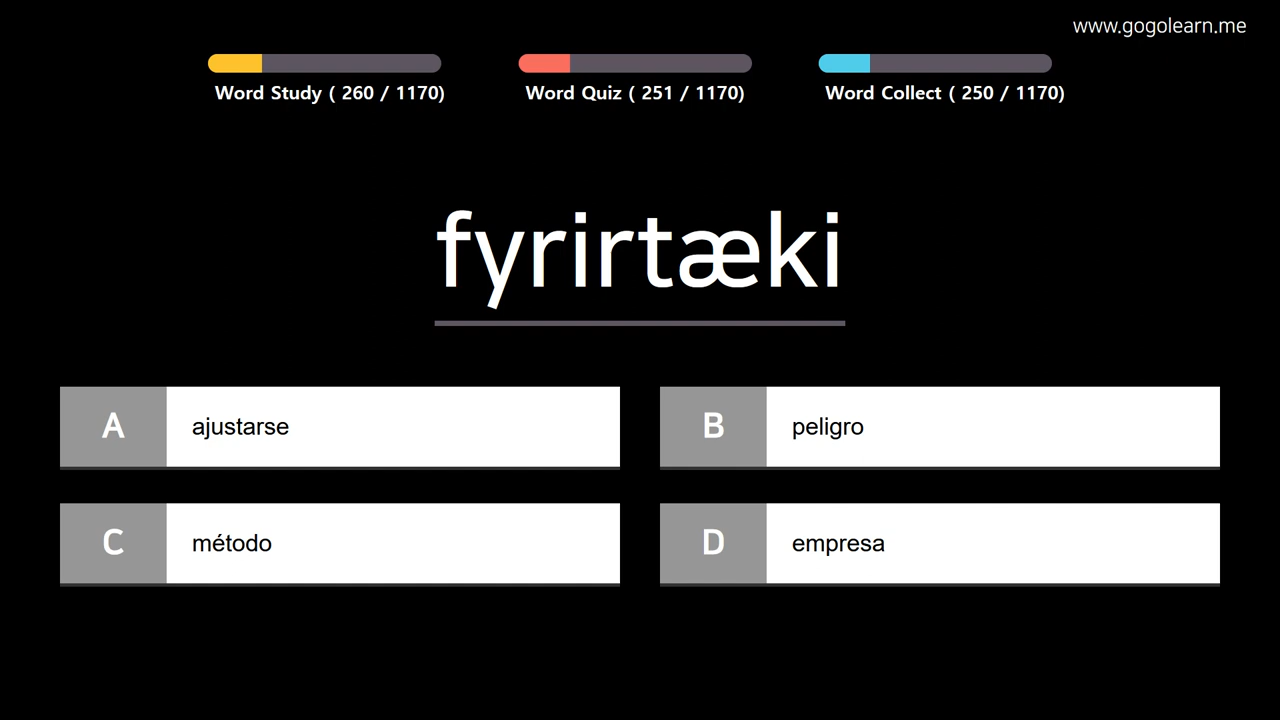 www.gogolearn.me
Word Study ( 260 / 1170)
Word Quiz ( 251 / 1170)
Word Collect ( 250 / 1170)
fyrirtæki
A ajustarse
B peligro
C método
D empresa